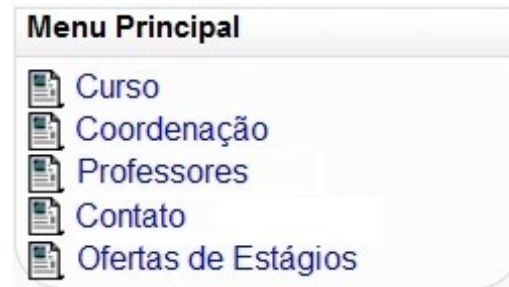 Menu Principal
Curso
Coordenação
Professores
Contato
Ofertas de Estágios